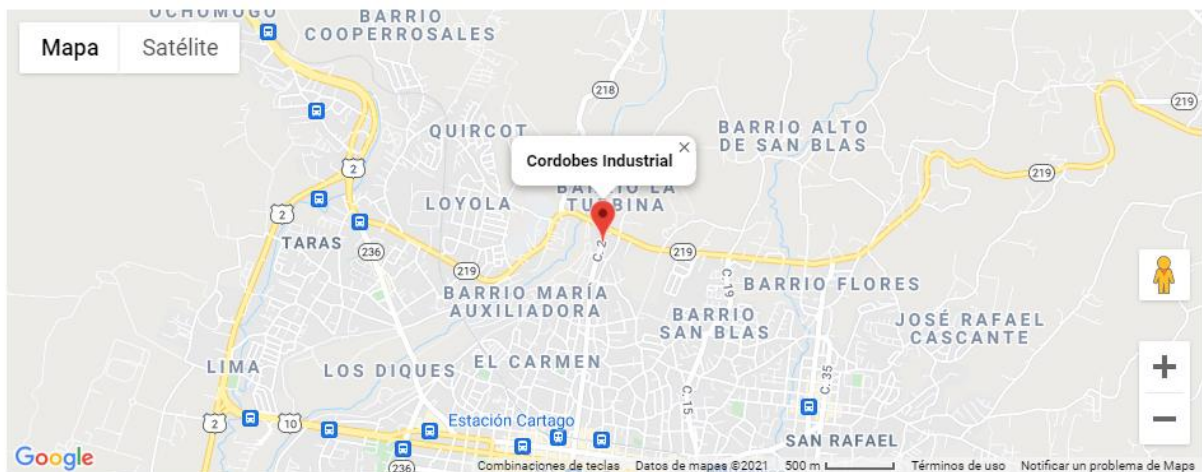 OCHOMOGO
BARRIO
COOPERROSALES
Mapa
Satélite
218
219
QUIRCOT
BARRIO ALTO
DE SAN BLAS
Cordobes Industrial
2
219
BARRIO LA
TURBINA
LOYOLA
2
TARAS
236
C. 2
219
219
C. 19
BARRIO FLORES
BARRIO MARÍA
AUXILIADORA
BARRIO
SAN BLAS
JOSÉ RAFAEL
CASCANTE
EL CARMEN
LIMA
LOS DIQUES
C. 35
C. 15
2
10
Estación Cartago
SAN RAFAEL
236
Google
Combinaciones de teclas
Datos de mapas ©2021
500 m
Términos de uso
Notificar un problema de Map